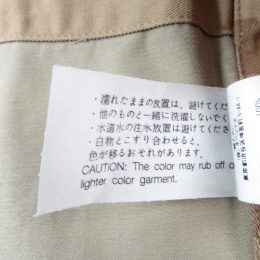 ・濡れたままの放置は、避けてくだ
・他のものと一緒に洗濯しないでく
・水道水の注水放置は、避けてくだ
・白物とこすり合わせると、
色が移るおそれがあります。
CAUTION: The color may rub off o
lighter color garment.
100%